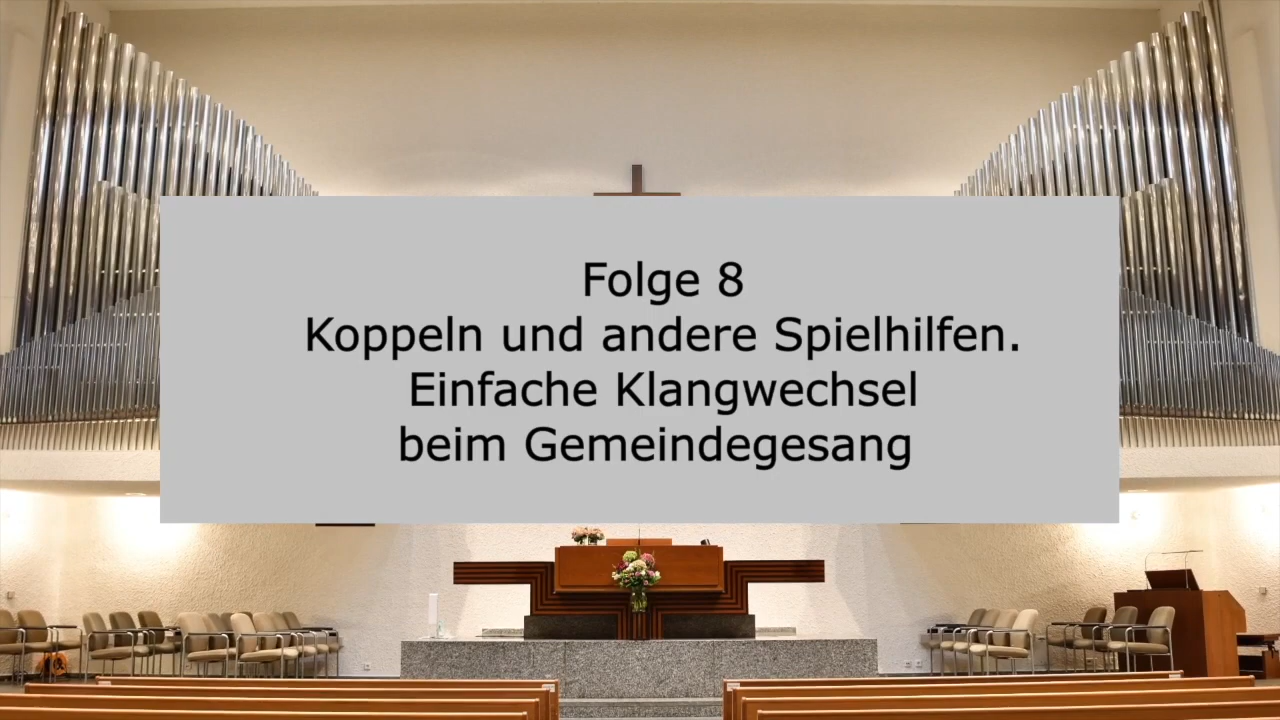 Folge 8
Koppeln und andere Spielhilfen.
Einfache Klangwechsel
beim Gemeindegesang